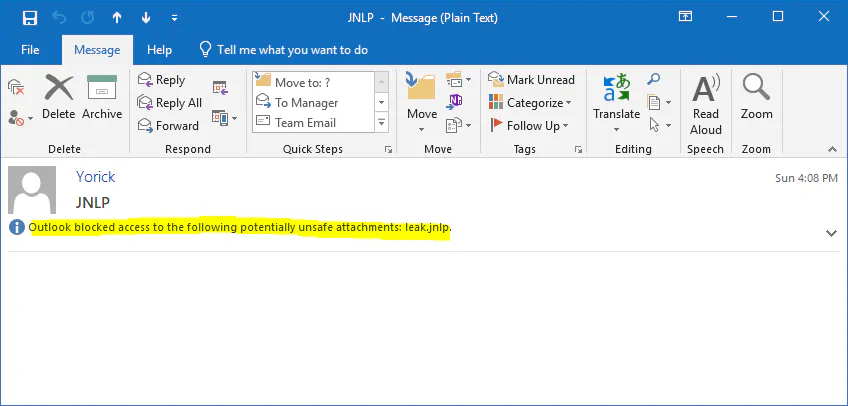 JNLP - Message (Plain Text)
File Message Help Tell me what you want to do
Delete Archive
Reply
Reply All
Forward
Move to: ?
To Manager
Team Email
Move
Mark Unread
Categorize
Follow Up
Translate
Read Aloud
Zoom
Delete Respond Quick Steps Move Tags Editing Speech Zoom
Yorick Sun 4:08 PM
JNLP
Outlook blocked access to the following potentially unsafe attachments: leak.jnlp.